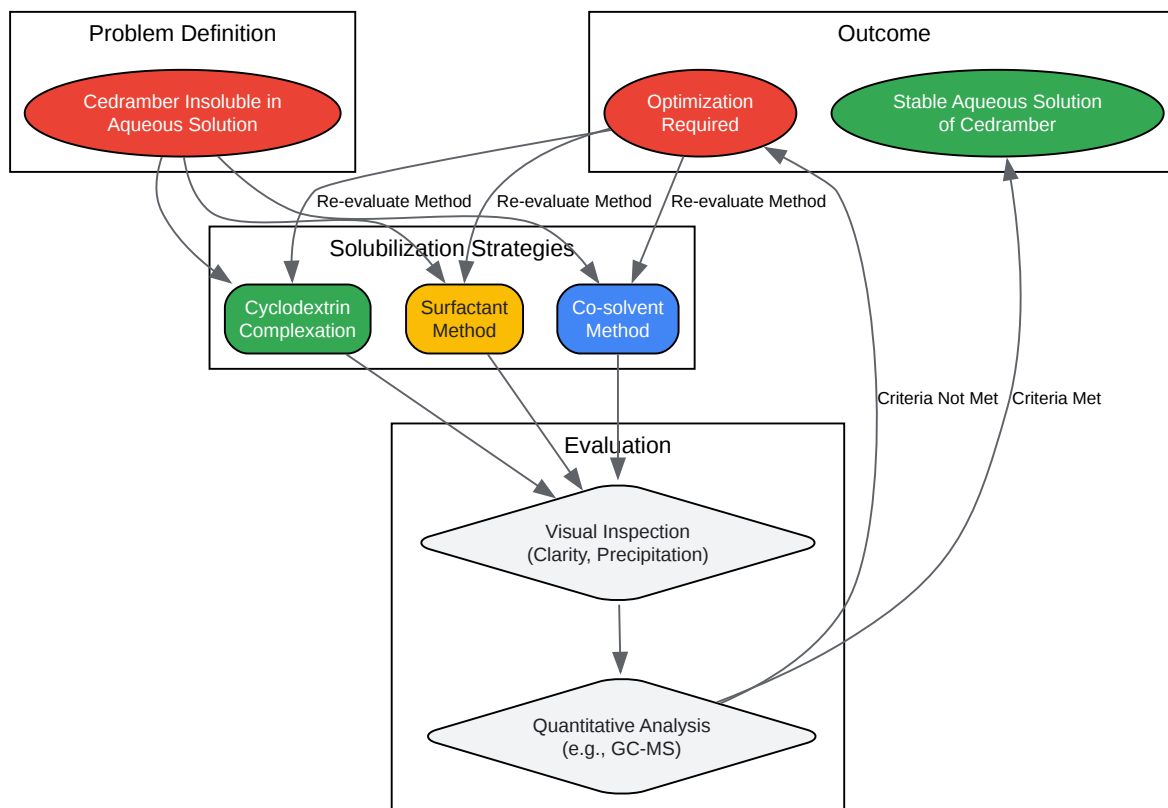 Problem Definition
Cedramber Insoluble in
Aqueous Solution
Outcome
Optimization
Required
Stable Aqueous Solution
of Cedramber
Re-evaluate Method
Re-evaluate Method
Re-evaluate Method
Solubilization Strategies
Cyclodextrin
Complexation
Surfactant
Method
Co-solvent
Method
Criteria Not Met
Criteria Met
Evaluation
Visual Inspection
(Clarity, Precipitation)
Quantitative Analysis
(e.g., GC-MS)